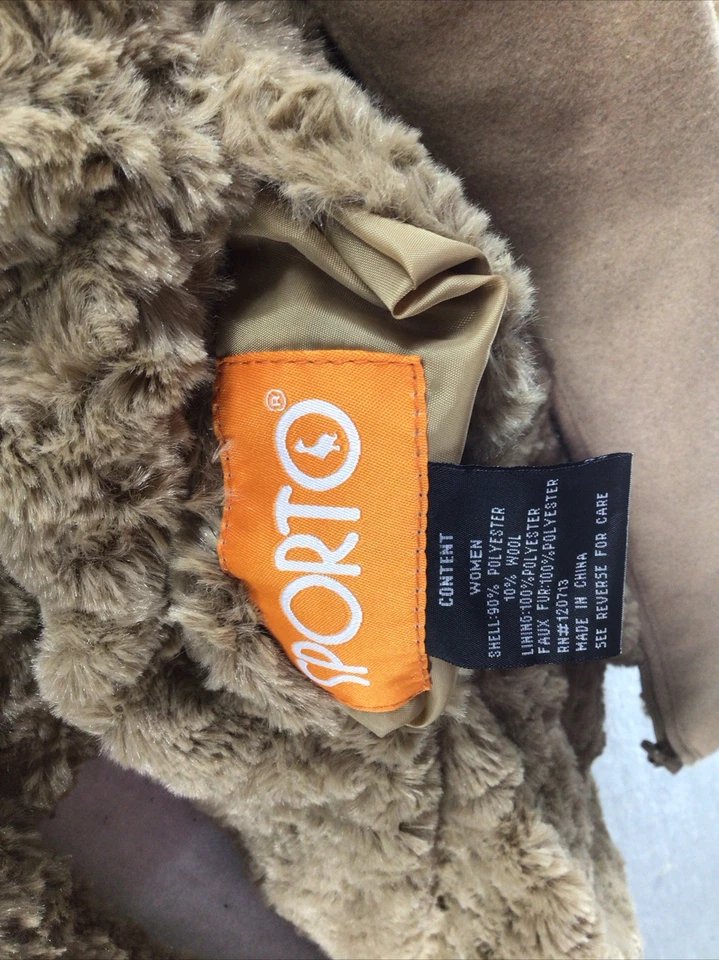 SPORTO®
CONTENT
WOMEN
SHELL:90% POLYESTER
10% WOOL
LINING:100%POLYESTER
FAUX FUR:100%POLYESTER
RN#120713
MADE IN CHINA
SEE REVERSE FOR CARE